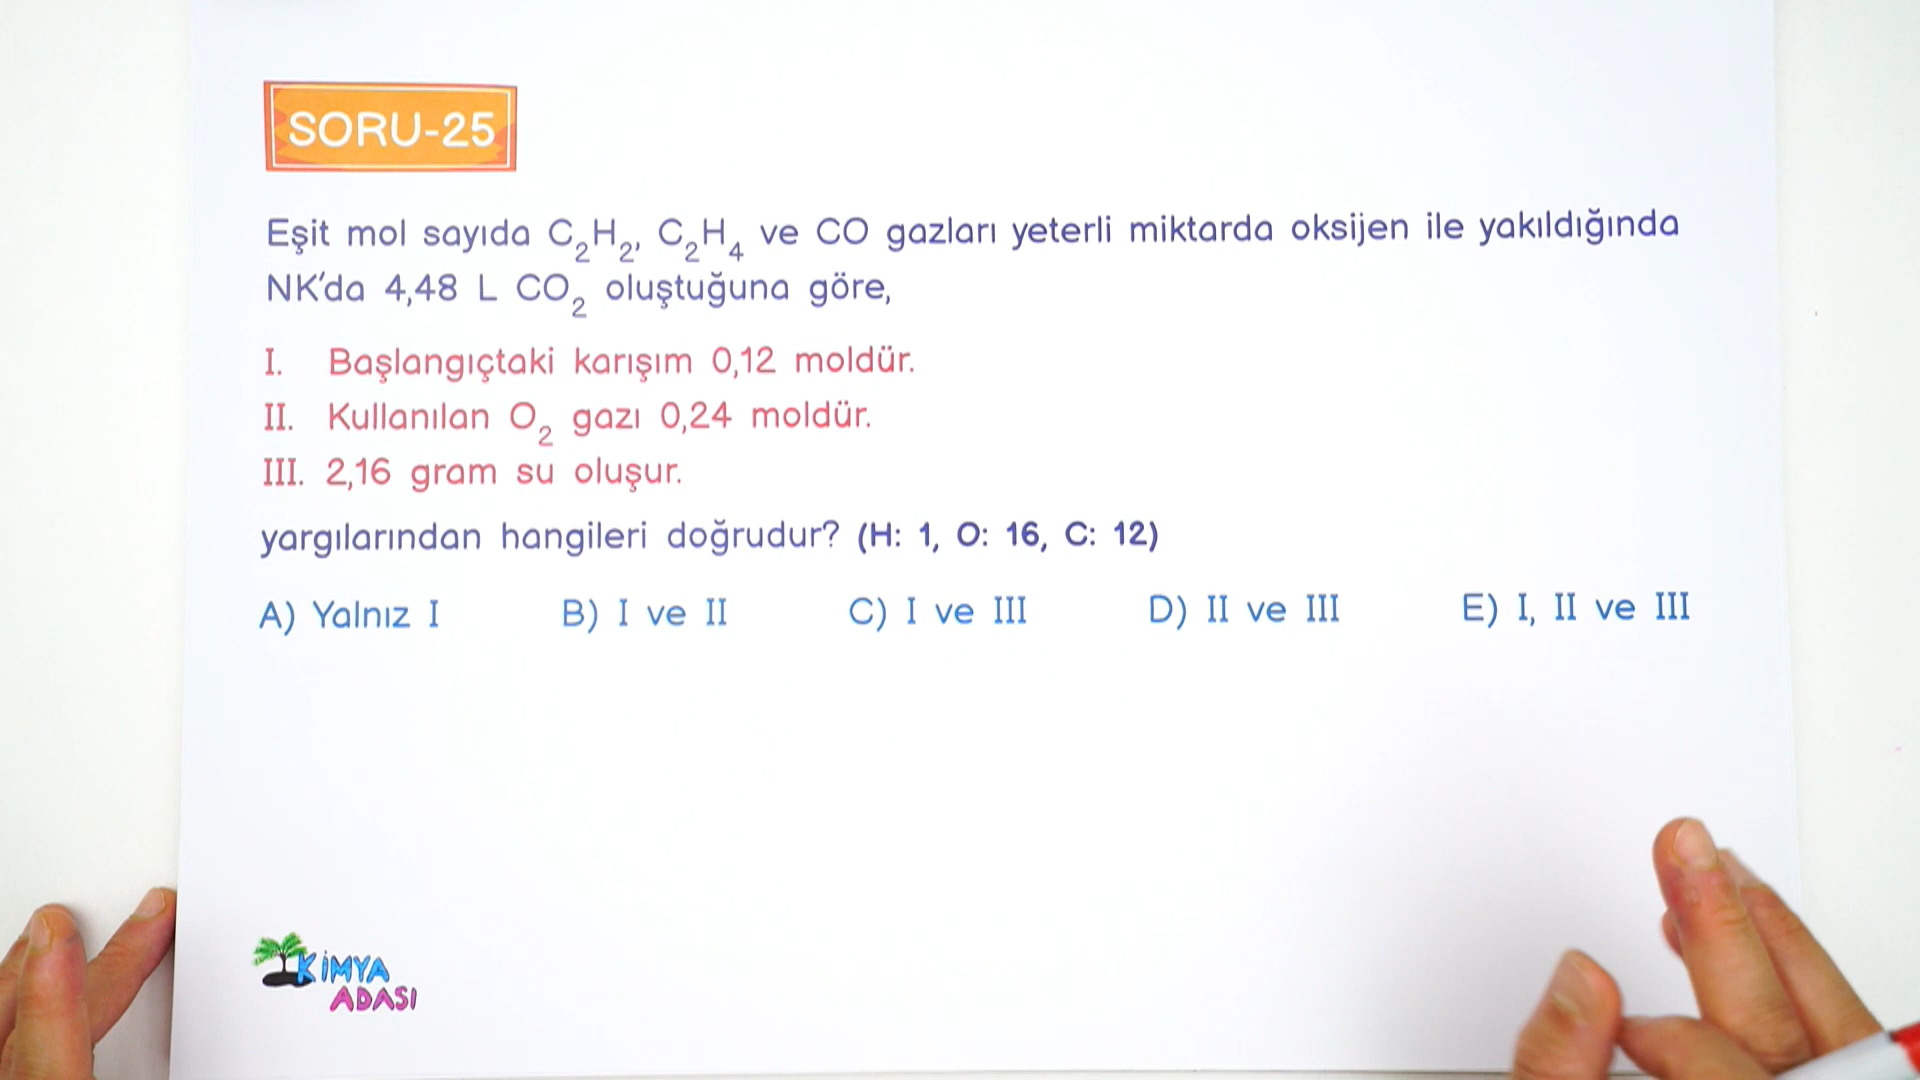 SORU-25
Eşit mol sayıda C₂H₂, C₂H₄ ve CO gazları yeterli miktarda oksijen ile yakıldığında
NK'da 4,48 L CO₂ oluştuğuna göre,
I. Başlangıçtaki karışım 0,12 moldür.
II. Kullanılan O₂ gazı 0,24 moldür.
III. 2,16 gram su oluşur.
yargılarından hangileri doğrudur? (H: 1, O: 16, C: 12)
A) Yalnız I B) I ve II C) I ve III D) II ve III E) I, II ve III
KİMYA
ADASI